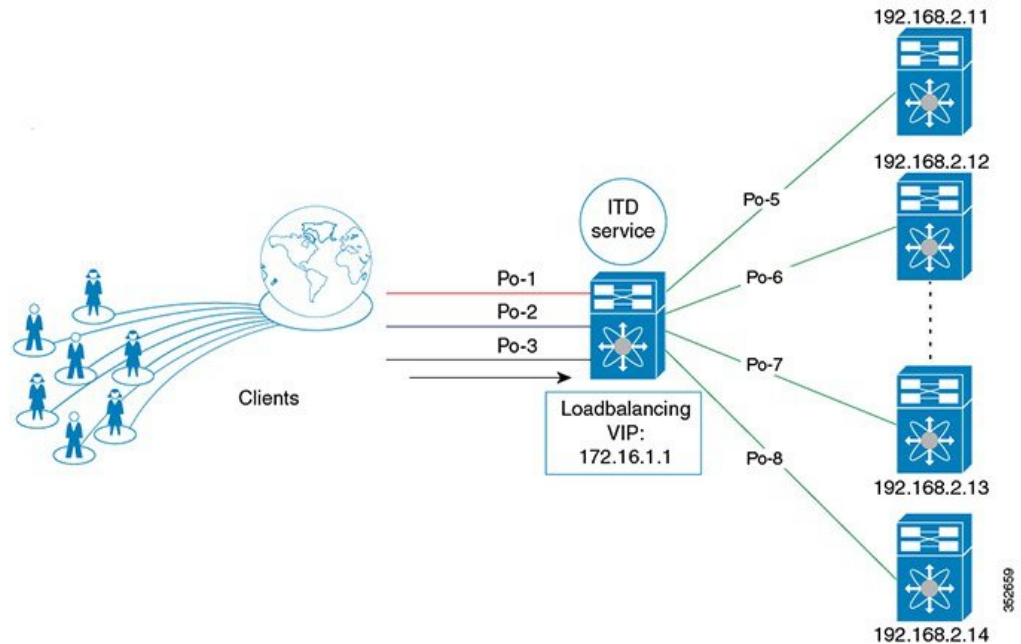 192.168.2.11
192.168.2.12
Po-5
ITD
service
Po-6
Po-1
Po-2
Po-3
Po-7
Clients
Loadbalancing
VIP:
172.16.1.1
Po-8
192.168.2.13
192.168.2.14
352659